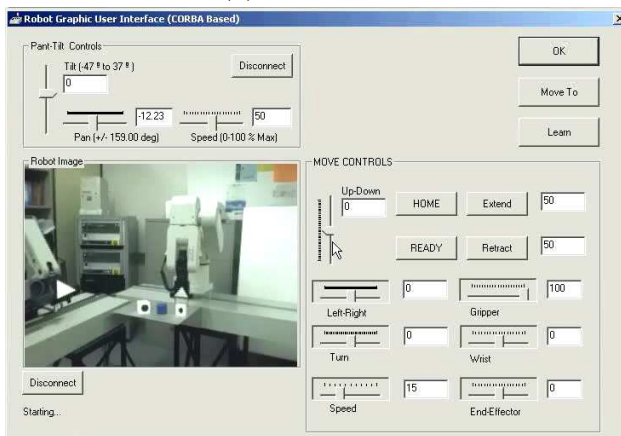 Robot Graphic User Interface (CORBA Based)
Pant-Tilt Controls
Tilt (-47 º to 37 º )
0
Disconnect
-12.23
50
Pan (+/- 159.00 deg)
Speed (0-100 % Max)
OK
Move To
Learn
Robot Image
MOVE CONTROLS
Up-Down
0
HOME
Extend
50
READY
Retract
50
0
100
Left-Right
Gripper
0
0
Turn
Wrist
15
0
Speed
End-Effector
Disconnect
Starting...